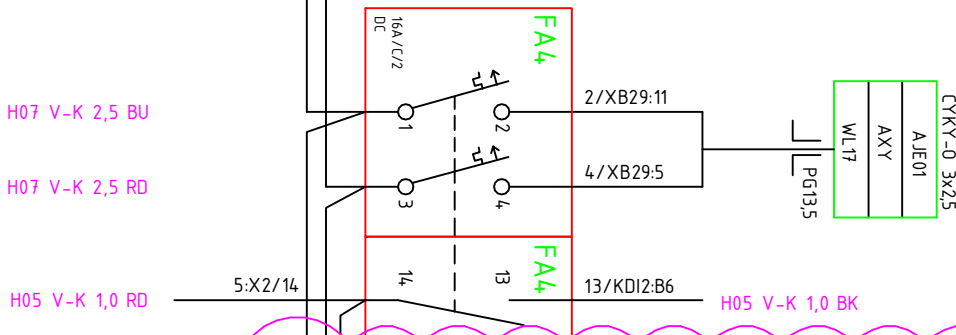 16A/C/2
DC
FA4
H07 V-K 2,5 BU
1
2
2/XB29:11
H07 V-K 2,5 RD
3
4
4/XB29:5
PG13,5
WL17
AXY
AJE01
CYKY-O 3x2,5
FA4
H05 V-K 1,0 RD
5:X2/14
14
13
13/KDI2:B6
H05 V-K 1,0 BK